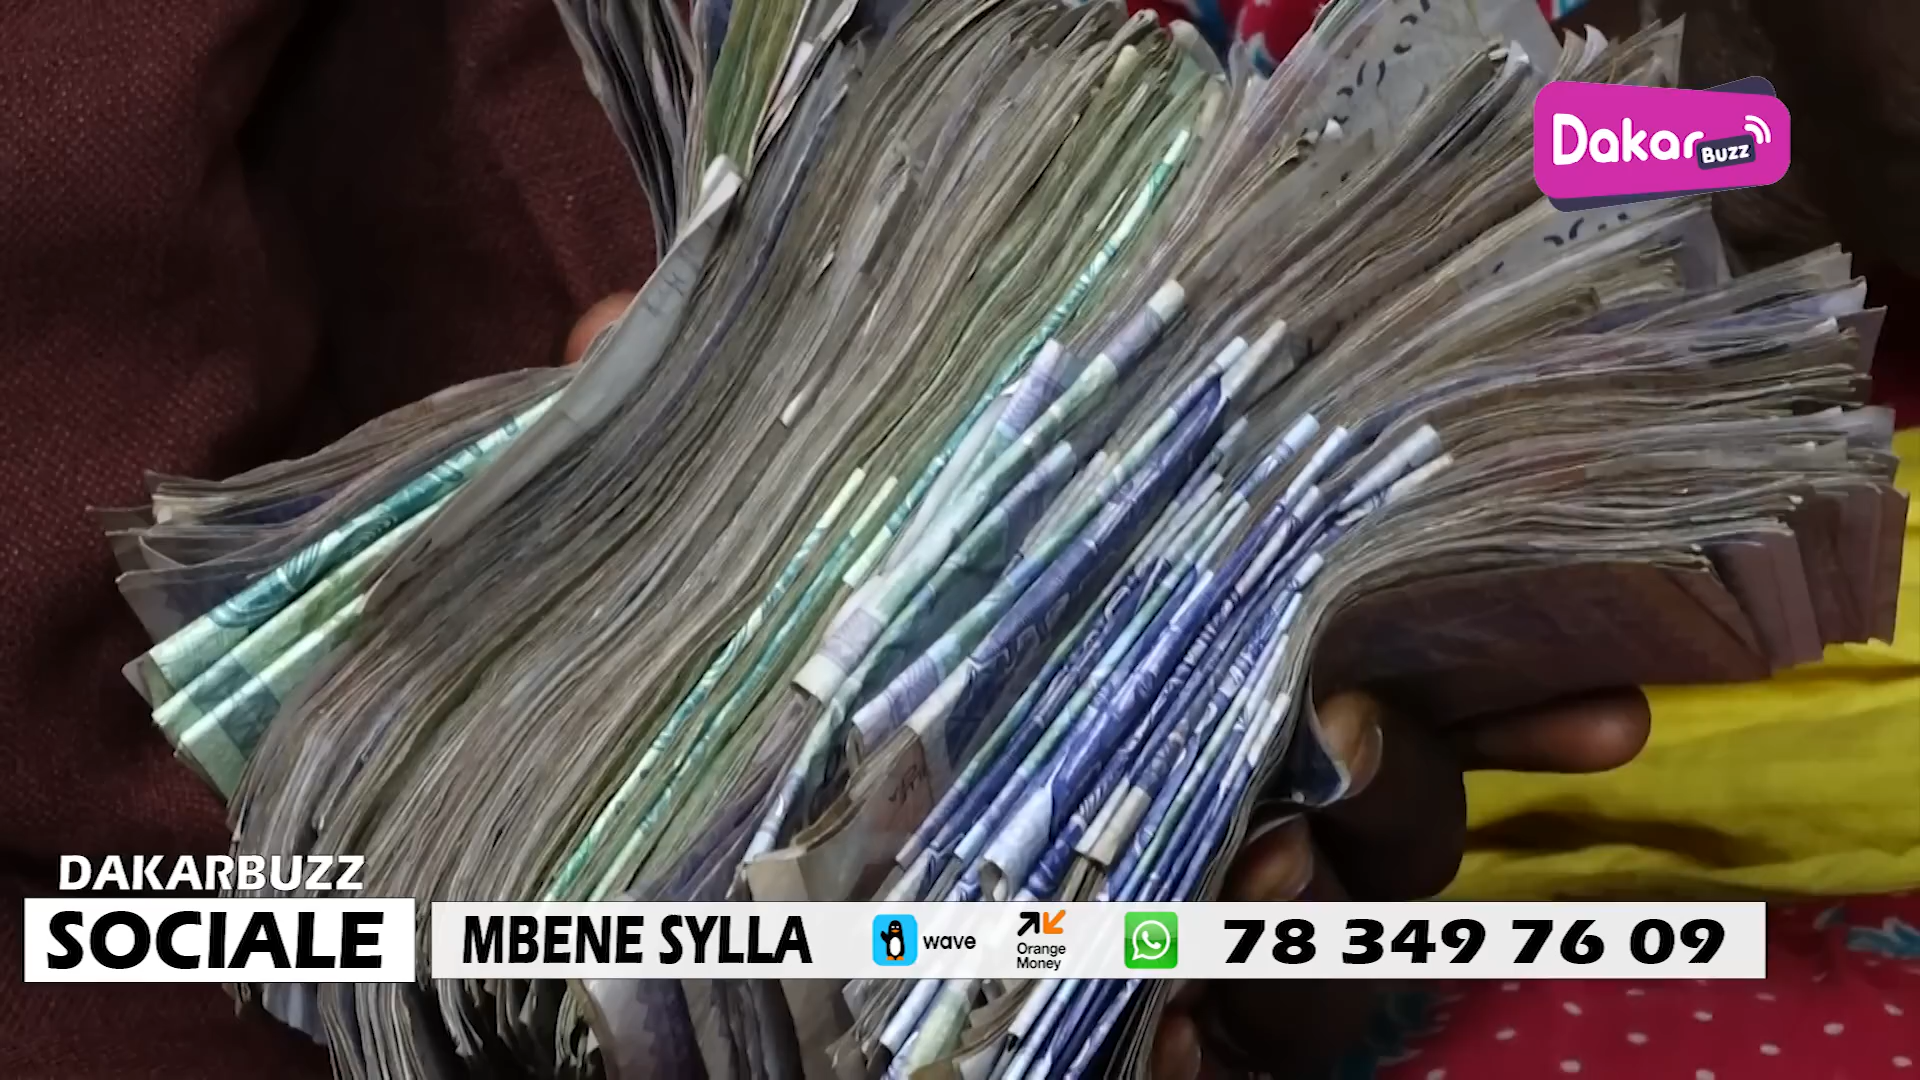 Dakar
BUZZ
DAKARBUZZ
SOCIALE
MBENE SYLLA
wave
Orange
Money
78 349 76 09